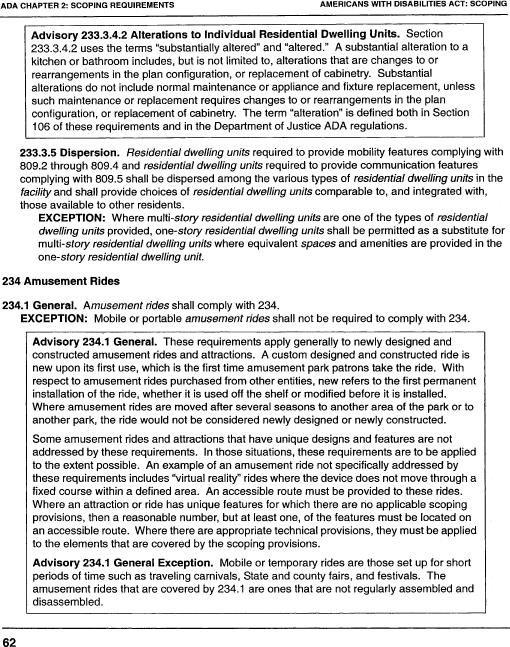 ADA CHAPTER 2: SCOPING REQUIREMENTS
AMERICANS WITH DISABILITIES ACT: SCOPING
Advisory 233.3.4.2 Alterations to Individual Residential Dwelling Units. Section
233.3.4.2 uses the terms “substantially altered” and “altered.” A substantial alteration to a
kitchen or bathroom includes, but is not limited to, alterations that are changes to or
rearrangements in the plan configuration, or replacement of cabinetry. Substantial
alterations do not include normal maintenance or appliance and fixture replacement, unless
such maintenance or replacement requires changes to or rearrangements in the plan
configuration, or replacement of cabinetry. The term “alteration” is defined both in Section
106 of these requirements and in the Department of Justice ADA regulations.
233.3.5 Dispersion. Residential dwelling units required to provide mobility features complying with
809.2 through 809.4 and residential dwelling units required to provide communication features
complying with 809.5 shall be dispersed among the various types of residential dwelling units in the
facility and shall provide choices of residential dwelling units comparable to, and integrated with,
those available to other residents.
EXCEPTION: Where multi-story residential dwelling units are one of the types of residential
dwelling units provided, one-story residential dwelling units shall be permitted as a substitute for
multi-story residential dwelling units where equivalent spaces and amenities are provided in the
one-story residential dwelling unit.
234 Amusement Rides
234.1 General. Amusement rides shall comply with 234.
EXCEPTION: Mobile or portable amusement rides shall not be required to comply with 234.
Advisory 234.1 General. These requirements apply generally to newly designed and
constructed amusement rides and attractions. A custom designed and constructed ride is
new upon its first use, which is the first time amusement park patrons take the ride. With
respect to amusement rides purchased from other entities, new refers to the first permanent
installation of the ride, whether it is used off the shelf or modified before it is installed.
Where amusement rides are moved after several seasons to another area of the park or to
another park, the ride would not be considered newly designed or newly constructed.
Some amusement rides and attractions that have unique designs and features are not
addressed by these requirements. In those situations, these requirements are to be applied
to the extent possible. An example of an amusement ride not specifically addressed by
these requirements includes “virtual reality” rides where the device does not move through a
fixed course within a defined area. An accessible route must be provided to these rides.
Where an attraction or ride has unique features for which there are no applicable scoping
provisions, then a reasonable number, but at least one, of the features must be located on
an accessible route. Where there are appropriate technical provisions, they must be applied
to the elements that are covered by the scoping provisions.
Advisory 234.1 General Exception. Mobile or temporary rides are those set up for short
periods of time such as traveling carnivals, State and county fairs, and festivals. The
amusement rides that are covered by 234.1 are ones that are not regularly assembled and
disassembled.
62